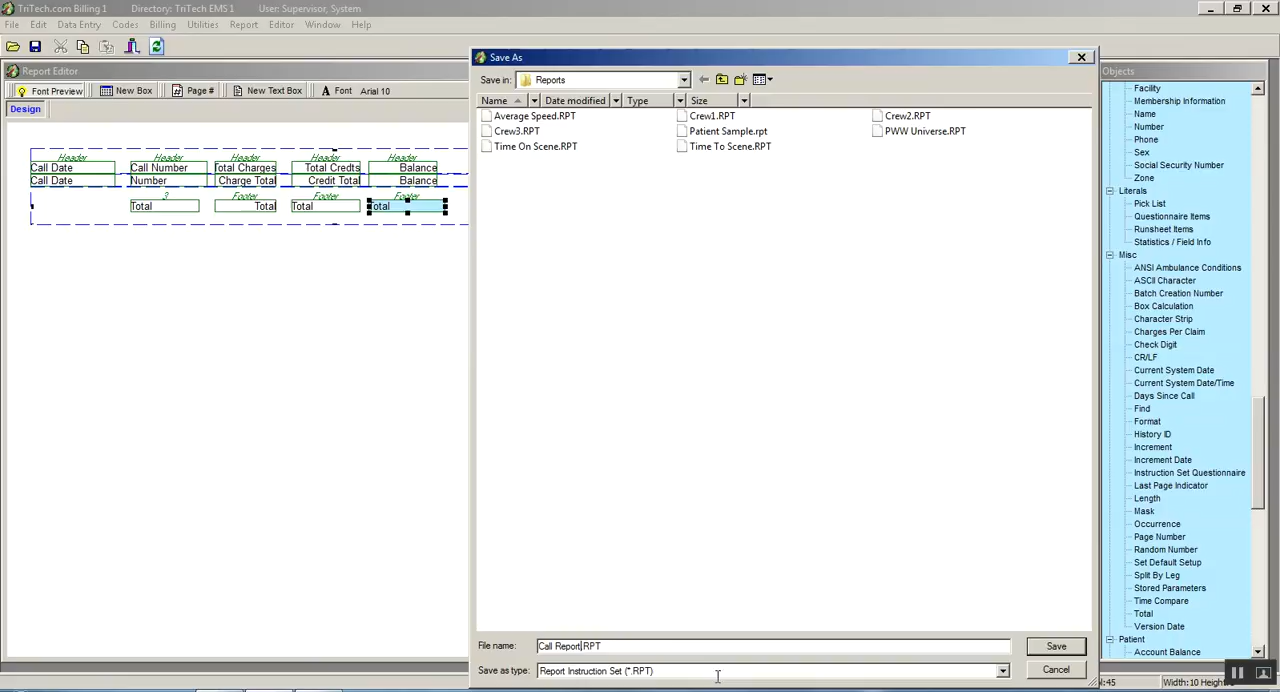 TriTech.com Billing 1 Directory: TriTech EMS 1 User: Supervisor, System
File Edit Data Entry Codes Billing Utilities Report Editor Window Help
Report Editor
Font Preview New Box Page # New Text Box Font Arial 10
Design
Header Header Header Header Header
Call Date Call Number Total Charges Total Credts Balance
Call Date Number Charge Total Credit Total Balance
3 Footer Footer Footer
Total Total Total Total
Save As
Save in: Reports
Name Date modified Type Size
Average Speed.RPT Crew1.RPT Crew2.RPT
Crew3.RPT Patient Sample.rpt PWW Universe.RPT
Time On Scene.RPT Time To Scene.RPT
File name: Call Report.RPT Save
Save as type: Report Instruction Set (*.RPT) Cancel
Objects
Facility
Membership Information
Name
Number
Phone
Sex
Social Security Number
Zone
Literals
Pick List
Questionnaire Items
Runsheet Items
Statistics / Field Info
Misc
ANSI Ambulance Conditions
ASCII Character
Batch Creation Number
Box Calculation
Character Strip
Charges Per Claim
Check Digit
CR/LF
Current System Date
Current System Date/Time
Days Since Call
Find
Format
History ID
Increment
Increment Date
Instruction Set Questionnaire
Last Page Indicator
Length
Mask
Occurrence
Page Number
Random Number
Set Default Setup
Split By Leg
Stored Parameters
Time Compare
Total
Version Date
Patient
Account Balance
:45 Width:10 Height: